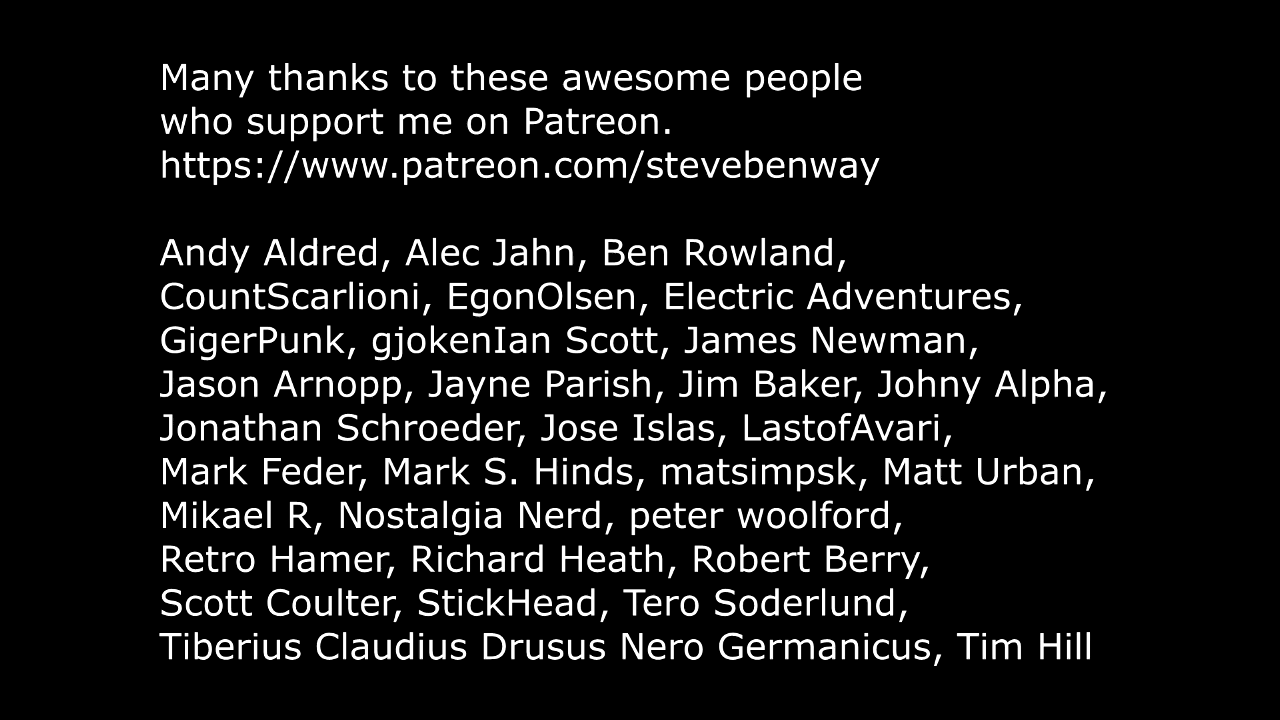 Many thanks to these awesome people
who support me on Patreon.
https://www.patreon.com/stevebenway
Andy Aldred, Alec Jahn, Ben Rowland,
CountScarlioni, EgonOlsen, Electric Adventures,
GigerPunk, gjokenIan Scott, James Newman,
Jason Arnopp, Jayne Parish, Jim Baker, Johny Alpha,
Jonathan Schroeder, Jose Islas, LastofAvari,
Mark Feder, Mark S. Hinds, matsimpsk, Matt Urban,
Mikael R, Nostalgia Nerd, peter woolford,
Retro Hamer, Richard Heath, Robert Berry,
Scott Coulter, StickHead, Tero Soderlund,
Tiberius Claudius Drusus Nero Germanicus, Tim Hill